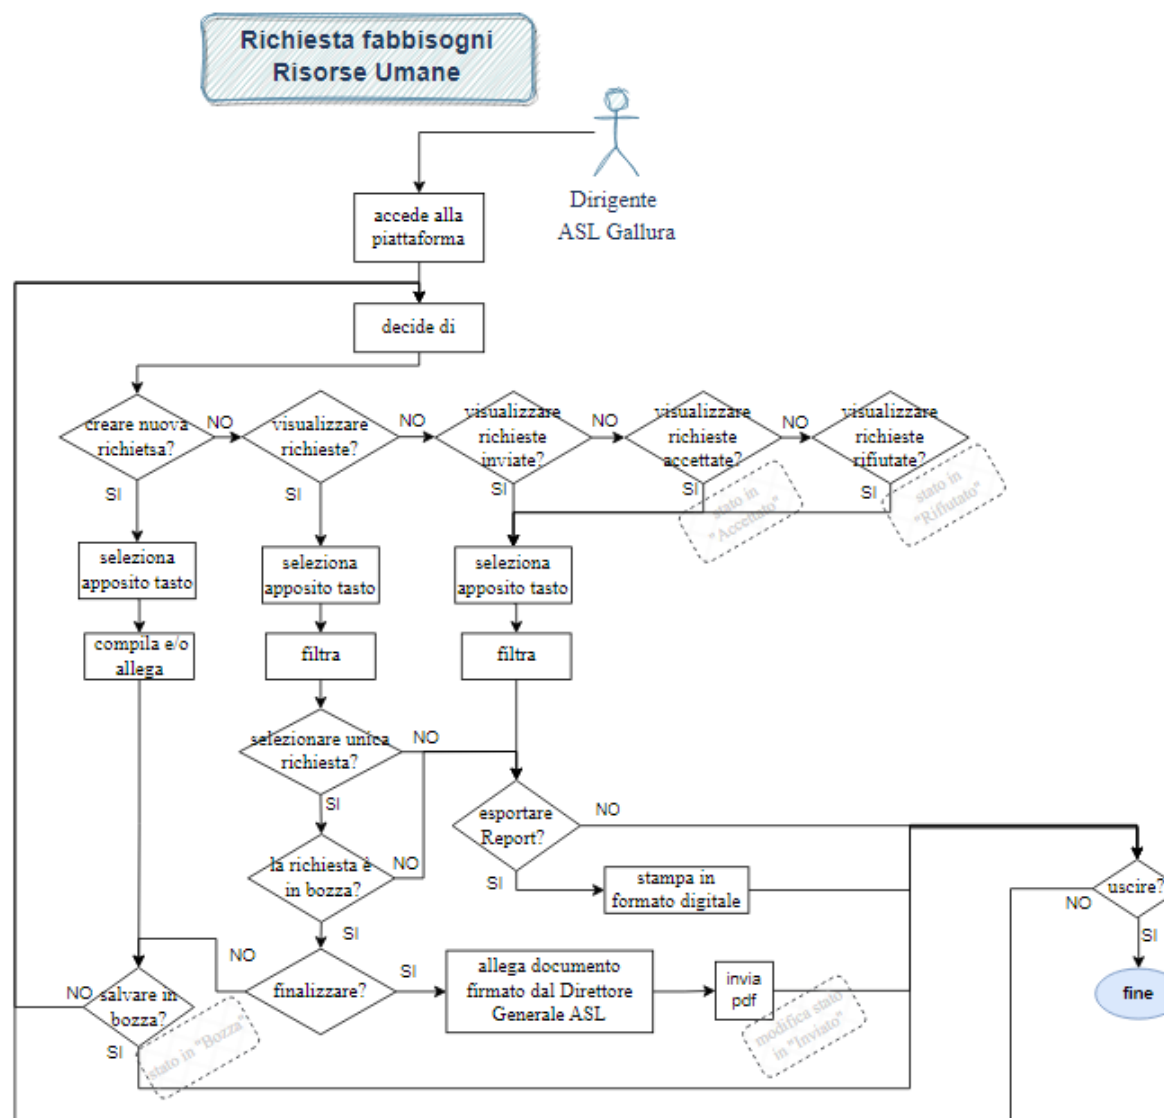 Richiesta fabbisogni
Risorse Umane
Dirigente
ASL Gallura
accede alla
piattaforma
decide di
creare nuova
richietsa?
NO
visualizzare
richieste?
NO
visualizzare
richieste
inviate?
NO
visualizzare
richieste
accettate?
NO
visualizzare
richieste
rifiutate?
SI
SI
SI
SI
SI
stato in
"Accettato"
stato in
"Rifiutato"
seleziona
apposito tasto
seleziona
apposito tasto
seleziona
apposito tasto
compila e/o
allega
filtra
filtra
selezionare unica
richiesta?
NO
SI
esportare
Report?
NO
SI
la richiesta è
in bozza?
NO
SI
stampa in
formato digitale
uscire?
NO
SI
fine
NO
finalizzare?
SI
allega documento
firmato dal Direttore
Generale ASL
invia
pdf
modifica stato
in "Inviato"
NO
salvare in
bozza?
SI
stato in "Bozza"